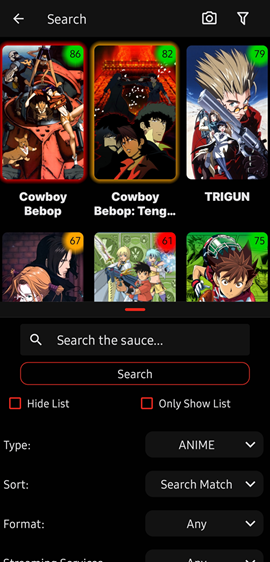 Search
86
82
79
Cowboy
Bebop
Cowboy
Bebop: Teng...
TRIGUN
67
61
75
Search the sauce...
Search
Hide List
Only Show List
Type:
ANIME
Sort:
Search Match
Format:
Any
Streaming Services
Any